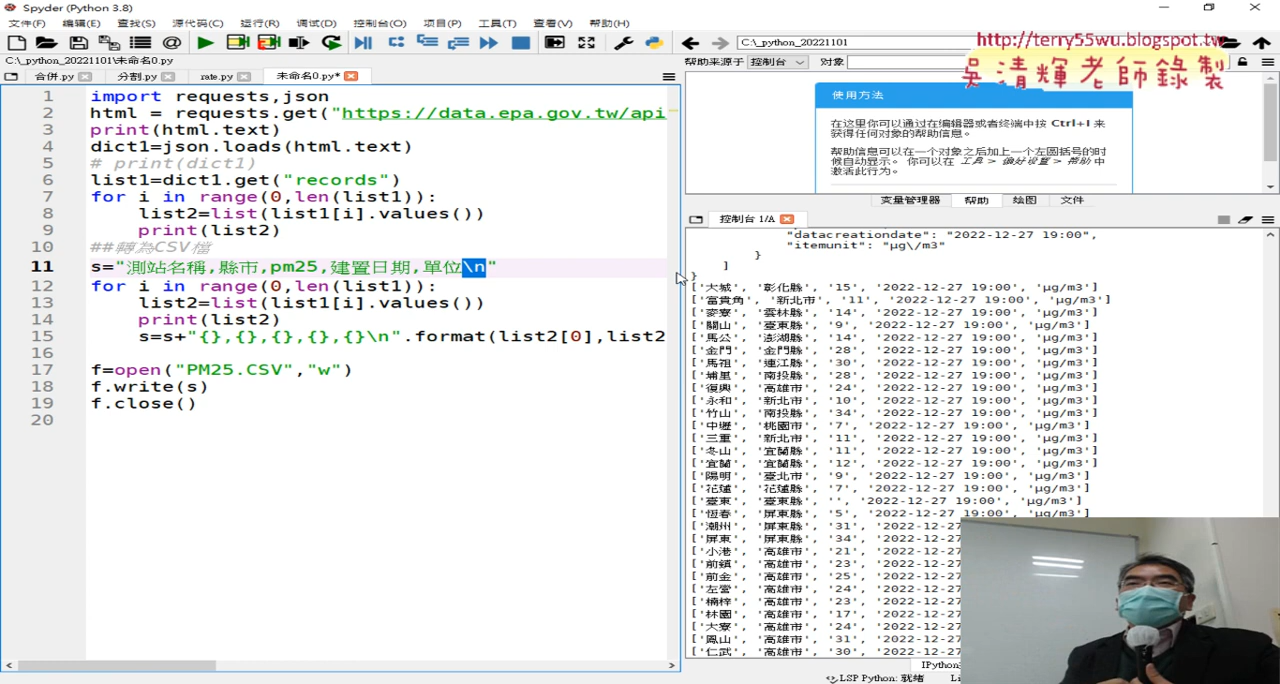 Spyder (Python 3.8)
文件(F) 编辑(E) 查找(S) 源代码(C) 运行(R) 调试(D) 控制台(O) 项目(P) 工具(T) 查看(V) 帮助(H)
C:\_python_20221101
http://terry55wu.blogspot.tw
吳清輝老師錄製
C:\_python_20221101\未命名0.py
帮助来源于 控制台 对象
合併.py 分割.py rate.py 未命名0.py*
1 import requests,json
2 html = requests.get("https://data.epa.gov.tw/api
3 print(html.text)
4 dict1=json.loads(html.text)
5 # print(dict1)
6 list1=dict1.get("records")
7 for i in range(0,len(list1)):
8 list2=list(list1[i].values())
9 print(list2)
10 ##轉為CSV檔
11 s="測站名稱,縣市,pm25,建置日期,單位\n"
12 for i in range(0,len(list1)):
13 list2=list(list1[i].values())
14 print(list2)
15 s=s+"{},{},{},{},{}\n".format(list2[0],list2
16
17 f=open("PM25.CSV","w")
18 f.write(s)
19 f.close()
20
使用方法
在这里你可以通过在编辑器或者终端中按 Ctrl+I 来
获得任何对象的帮助信息。
帮助信息可以在一个对象之后加上一个左圆括号的时
候自动显示。 你可以在 工具 > 偏好设置 > 帮助 中
激活此行为。
变量管理器 帮助 绘图 文件
控制台 1/A
"datacreationdate": "2022-12-27 19:00",
"itemunit": "μg\/m3"
}
]
}
['大城', '彰化縣', '15', '2022-12-27 19:00', 'μg/m3']
['富貴角', '新北市', '11', '2022-12-27 19:00', 'μg/m3']
['麥寮', '雲林縣', '14', '2022-12-27 19:00', 'μg/m3']
['關山', '臺東縣', '9', '2022-12-27 19:00', 'μg/m3']
['馬公', '澎湖縣', '14', '2022-12-27 19:00', 'μg/m3']
['金門', '金門縣', '28', '2022-12-27 19:00', 'μg/m3']
['馬祖', '連江縣', '30', '2022-12-27 19:00', 'μg/m3']
['埔里', '南投縣', '28', '2022-12-27 19:00', 'μg/m3']
['復興', '高雄市', '24', '2022-12-27 19:00', 'μg/m3']
['永和', '新北市', '10', '2022-12-27 19:00', 'μg/m3']
['竹山', '南投縣', '34', '2022-12-27 19:00', 'μg/m3']
['中壢', '桃園市', '7', '2022-12-27 19:00', 'μg/m3']
['三重', '新北市', '11', '2022-12-27 19:00', 'μg/m3']
['冬山', '宜蘭縣', '11', '2022-12-27 19:00', 'μg/m3']
['宜蘭', '宜蘭縣', '12', '2022-12-27 19:00', 'μg/m3']
['陽明', '臺北市', '9', '2022-12-27 19:00', 'μg/m3']
['花蓮', '花蓮縣', '7', '2022-12-27 19:00', 'μg/m3']
['臺東', '臺東縣', '', '2022-12-27 19:00', 'μg/m3']
['恆春', '屏東縣', '5', '2022-12-27 19:00', 'μg/m3']
['潮州', '屏東縣', '31', '2022-12-27
['屏東', '屏東縣', '34', '2022-12-27
['小港', '高雄市', '21', '2022-12-27
['前鎮', '高雄市', '23', '2022-12-27
['前金', '高雄市', '25', '2022-12-27
['左營', '高雄市', '24', '2022-12-27
['楠梓', '高雄市', '23', '2022-12-27
['林園', '高雄市', '17', '2022-12-27
['大寮', '高雄市', '24', '2022-12-27
['鳳山', '高雄市', '31', '2022-12-27
['仁武', '高雄市', '30', '2022-12-27
IPython
LSP Python: 就绪